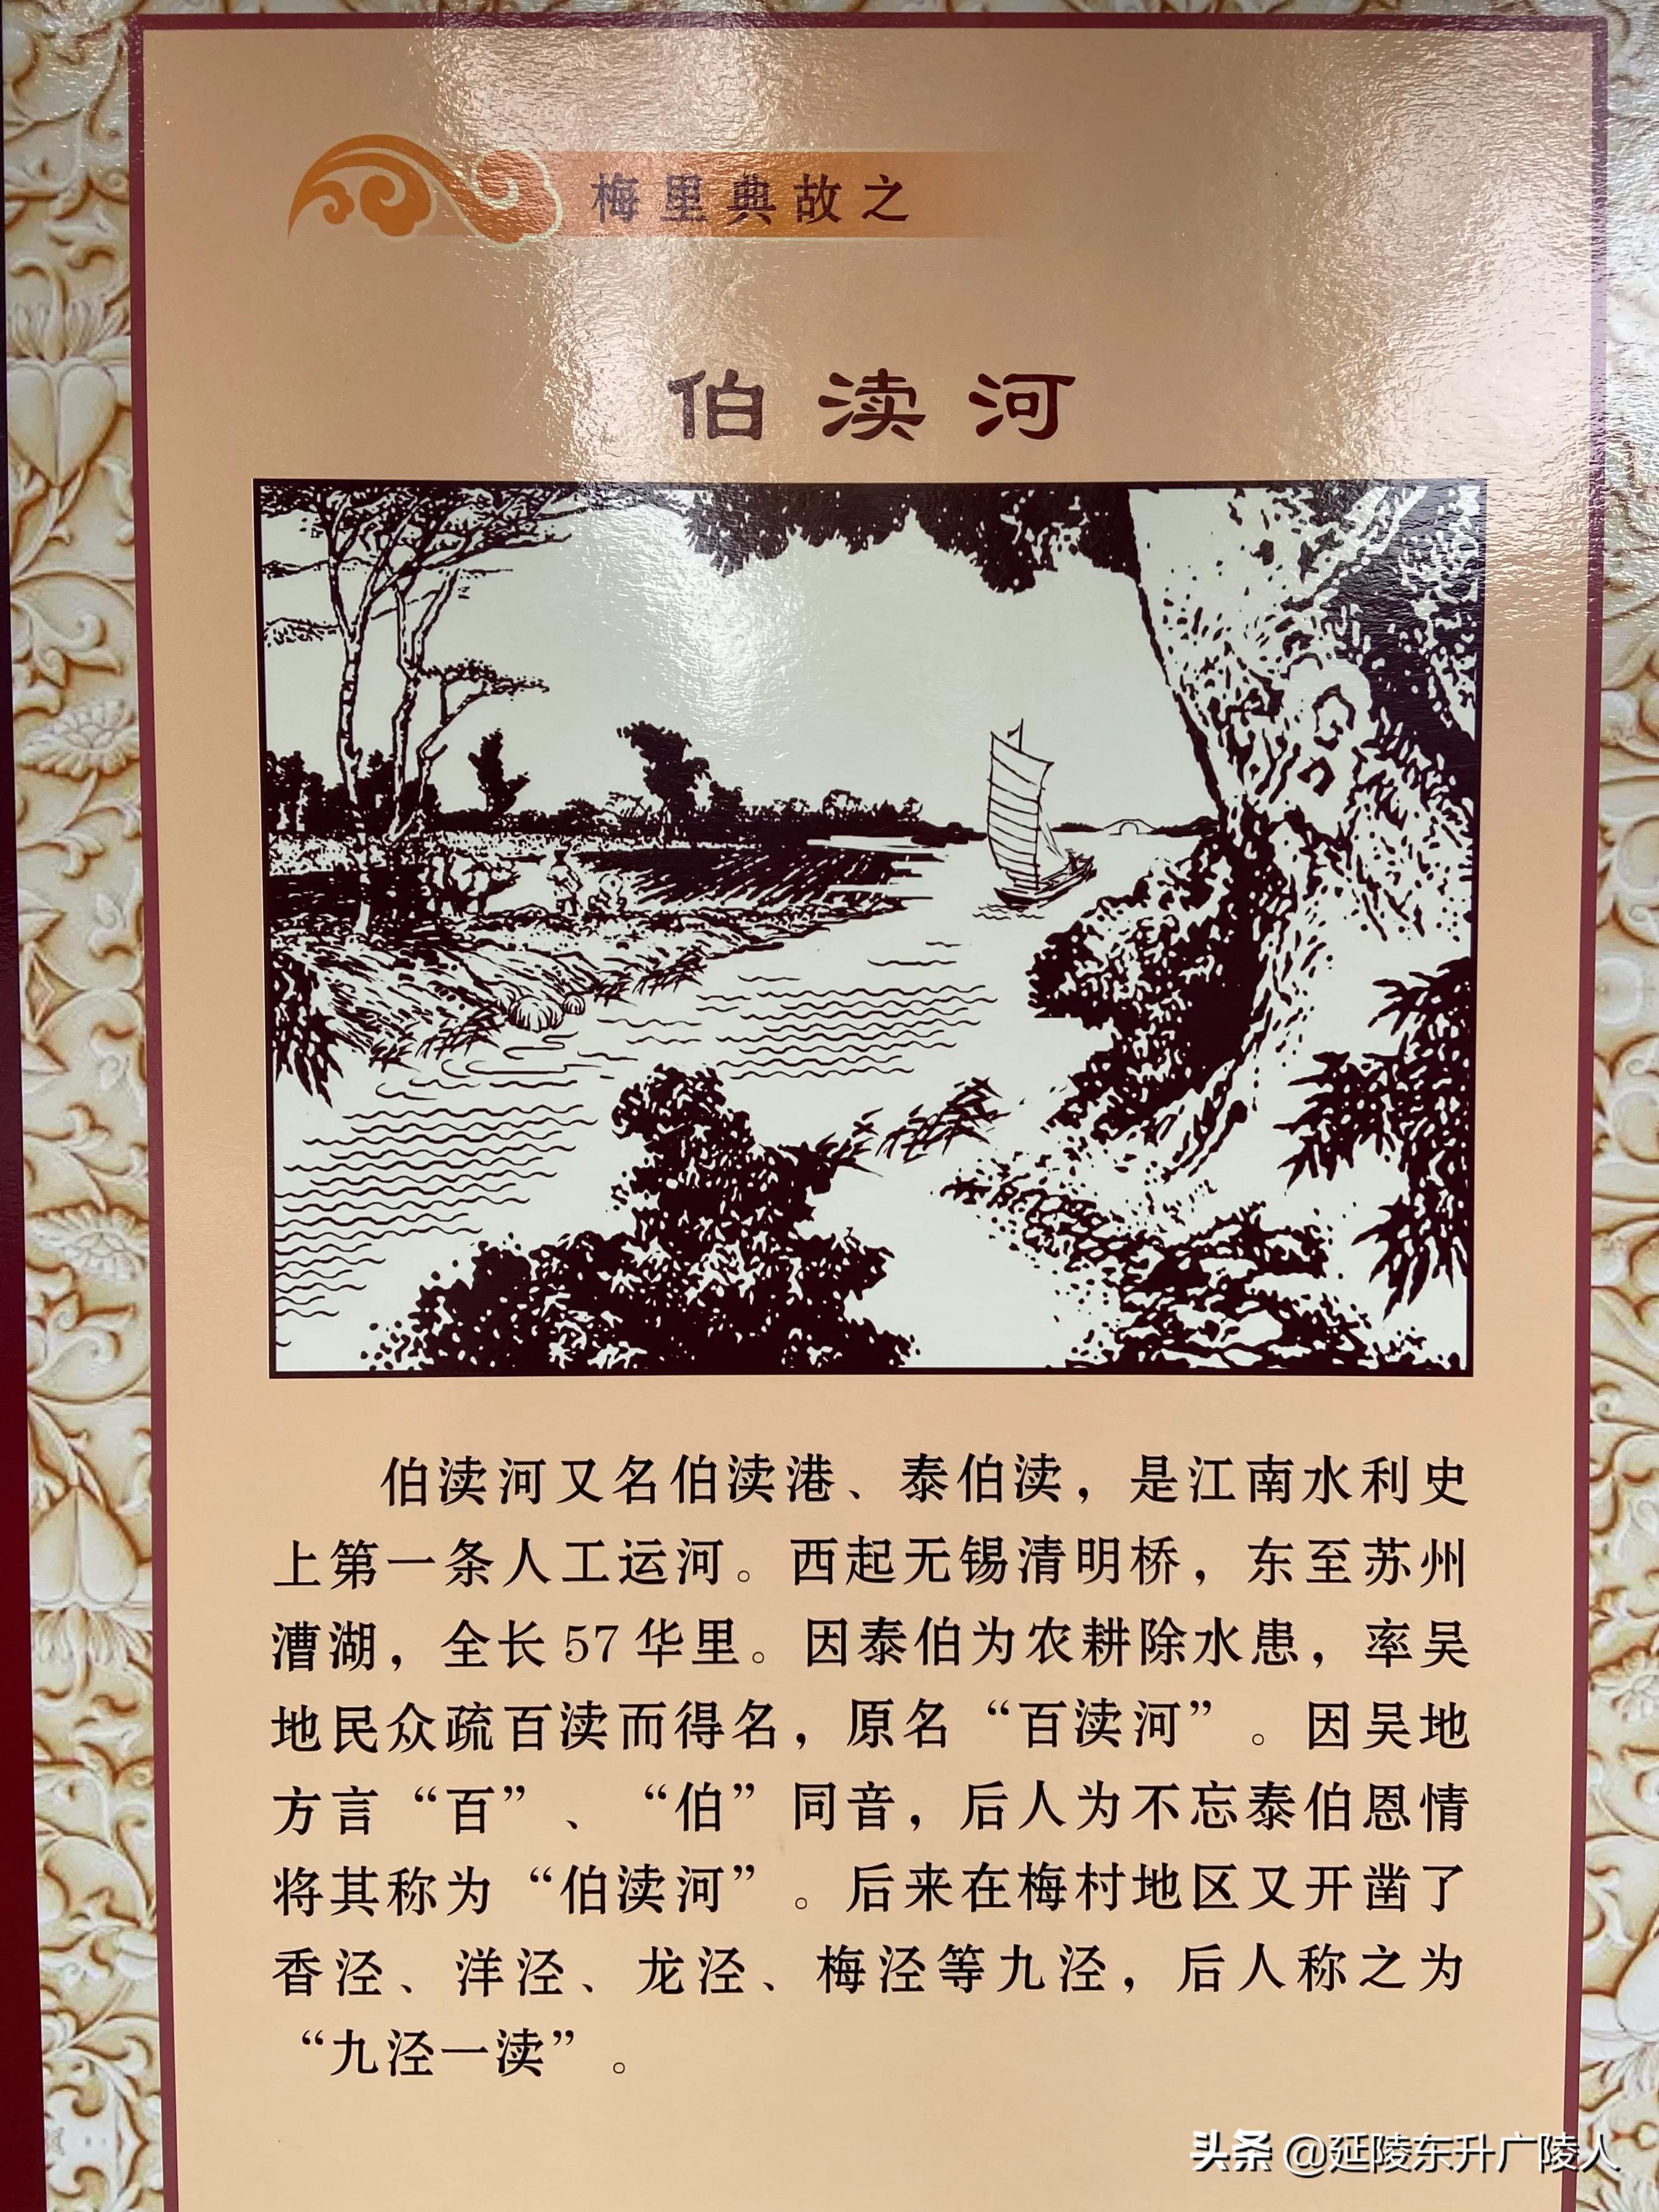 梅里典故之
伯渎河
伯渎河又名伯渎港、泰伯渎，是江南水利史
上第一条人工运河。西起无锡清明桥，东至苏州
漕湖，全长57华里。因泰伯为农耕除水患，率吴
地民众疏百渎而得名，原名“百渎河”。因吴地
方言“百”、“伯”同音，后人为不忘泰伯恩情
将其称为“伯渎河”。后来在梅村地区又开凿了
香泾、洋泾、龙泾、梅泾等九泾，后人称之为
“九泾一渎”。
头条 @延陵东升广陵人